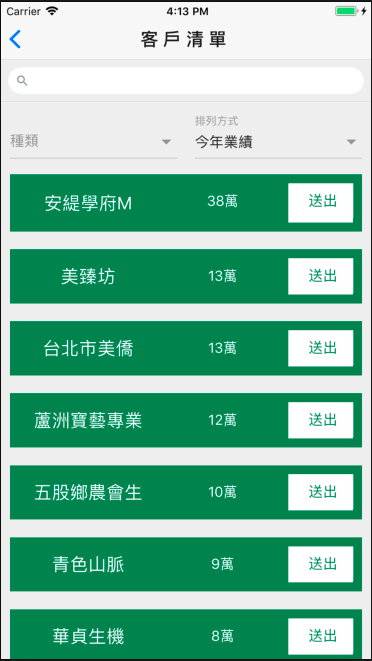 Carrier 4:13 PM
客戶清單
排列方式
種類 今年業績
安緹學府M 38萬 送出
美臻坊 13萬 送出
台北市美僑 13萬 送出
蘆洲寶藝專業 12萬 送出
五股鄉農會生 10萬 送出
青色山脈 9萬 送出
華貞生機 8萬 送出